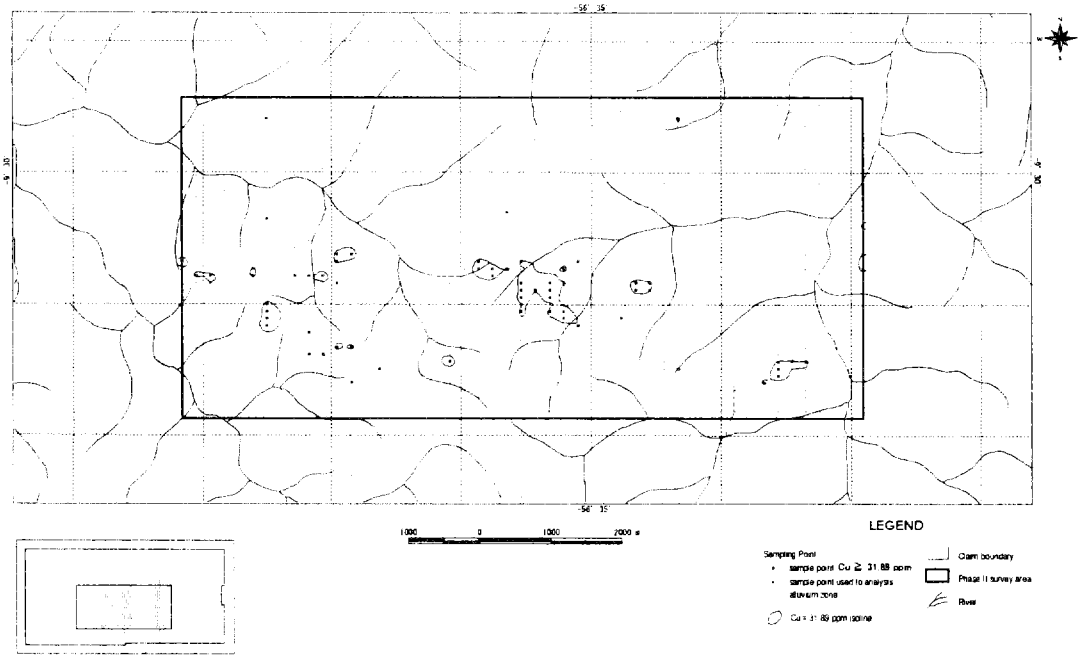 -56° 35'
N
W
S
-9° 30'
-9° 30'
-56° 35'
1000 0 1000 2000 m
LEGEND
Sampling Point
sample point Cu ≧ 31.89 ppm
sample point used to analysis
alluvium zone
Cu = 31.89 ppm isoline
Claim boundary
Phase II survey area
River